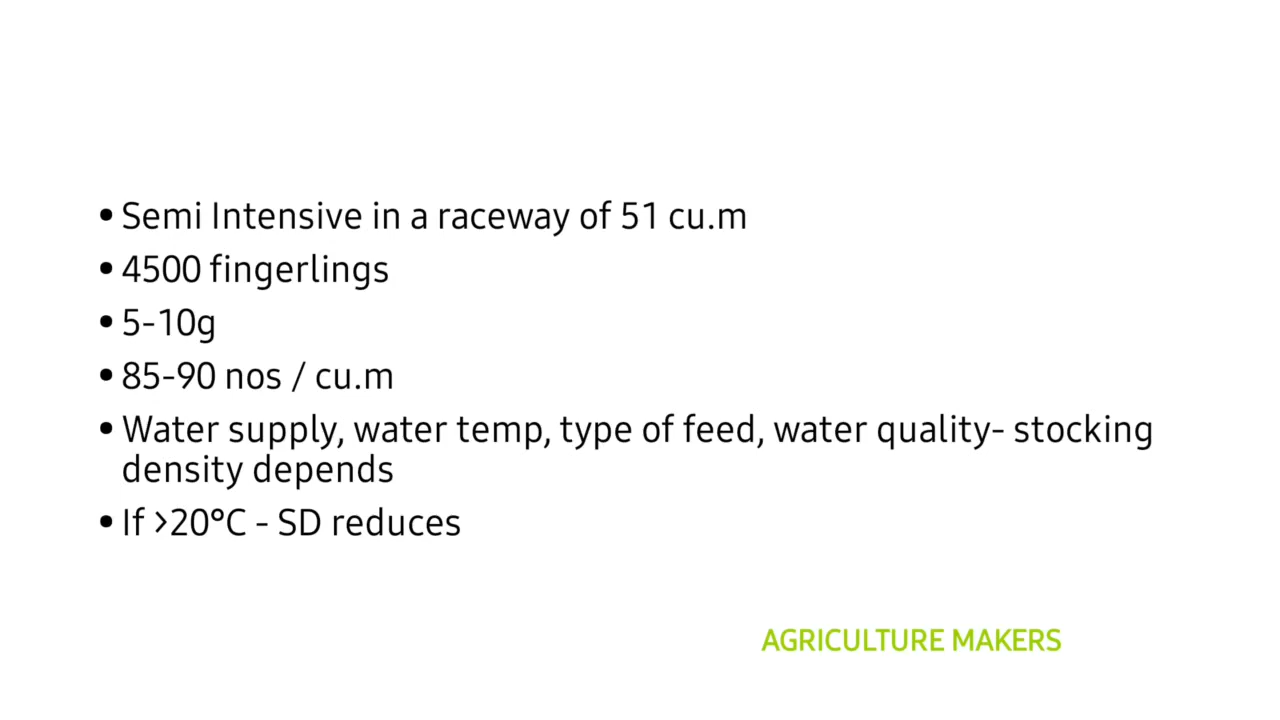 • Semi Intensive in a raceway of 51 cu.m
• 4500 fingerlings
• 5-10g
• 85-90 nos / cu.m
• Water supply, water temp, type of feed, water quality- stocking
density depends
• If >20°C - SD reduces
AGRICULTURE MAKERS